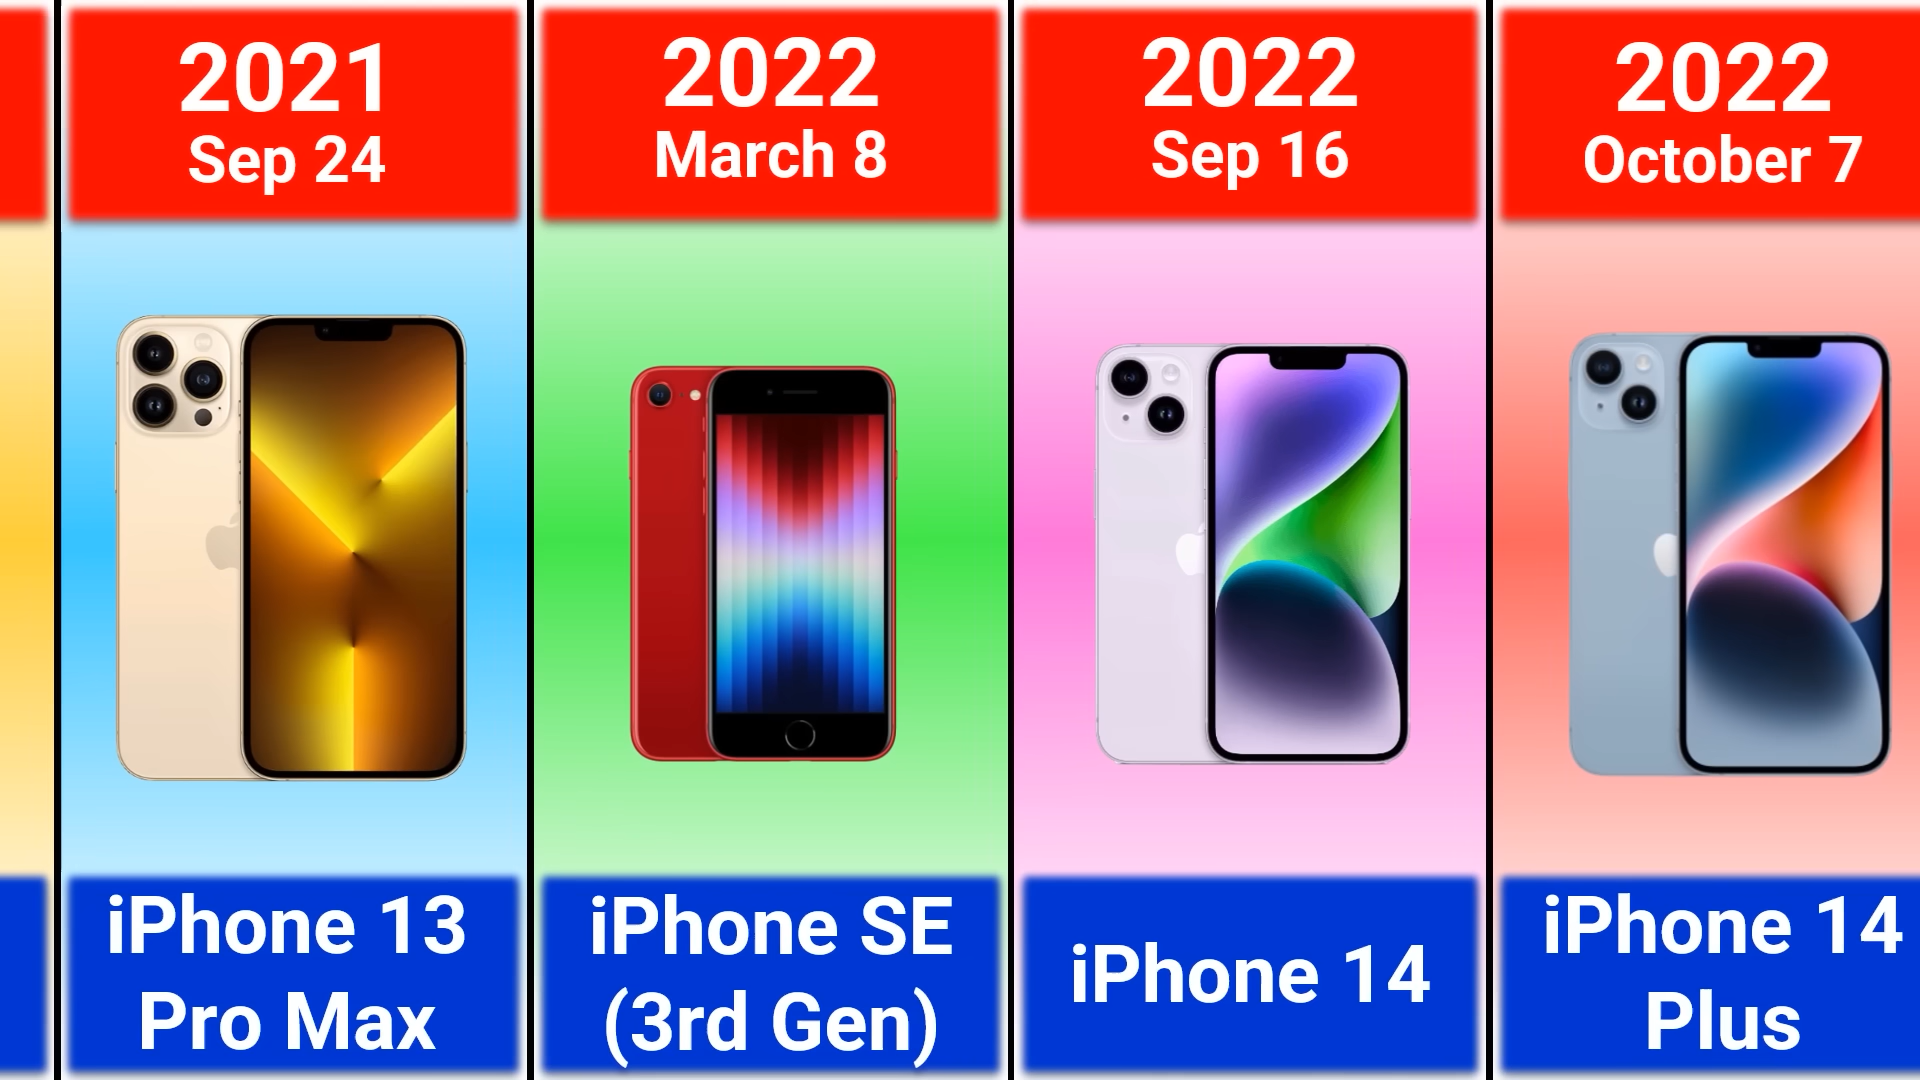 2021
Sep 24
iPhone 13
Pro Max
2022
March 8
iPhone SE
(3rd Gen)
2022
Sep 16
iPhone 14
2022
October 7
iPhone 14
Plus